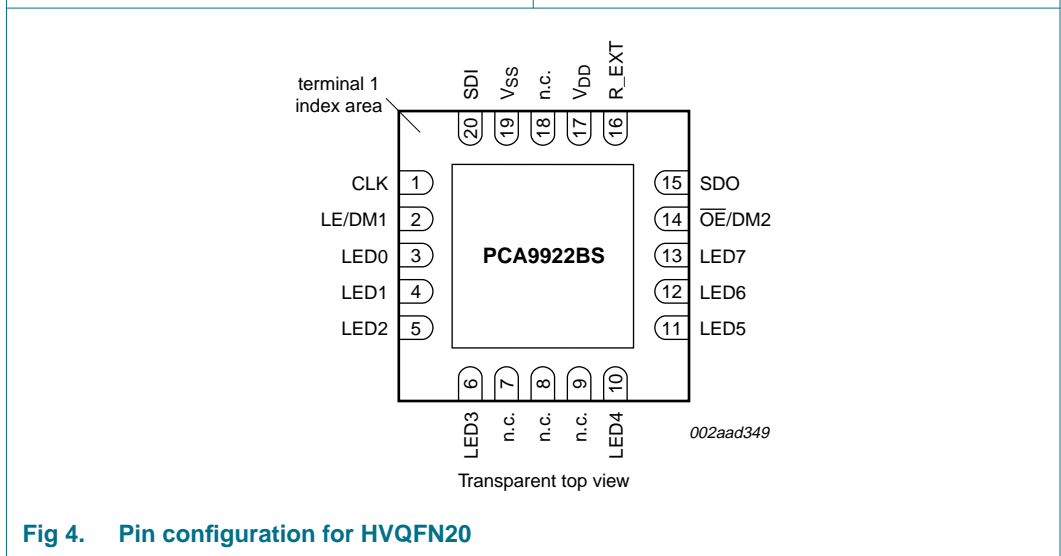 terminal 1
index area
SDI
VSS
n.c.
VDD
R_EXT
20
19
18
17
16
CLK 1
15 SDO
LE/DM1 2
14 O̅E̅/DM2
LED0 3
PCA9922BS
13 LED7
LED1 4
12 LED6
LED2 5
11 LED5
6
7
8
9
10
LED3
n.c.
n.c.
n.c.
LED4
002aad349
Transparent top view
Fig 4. Pin configuration for HVQFN20